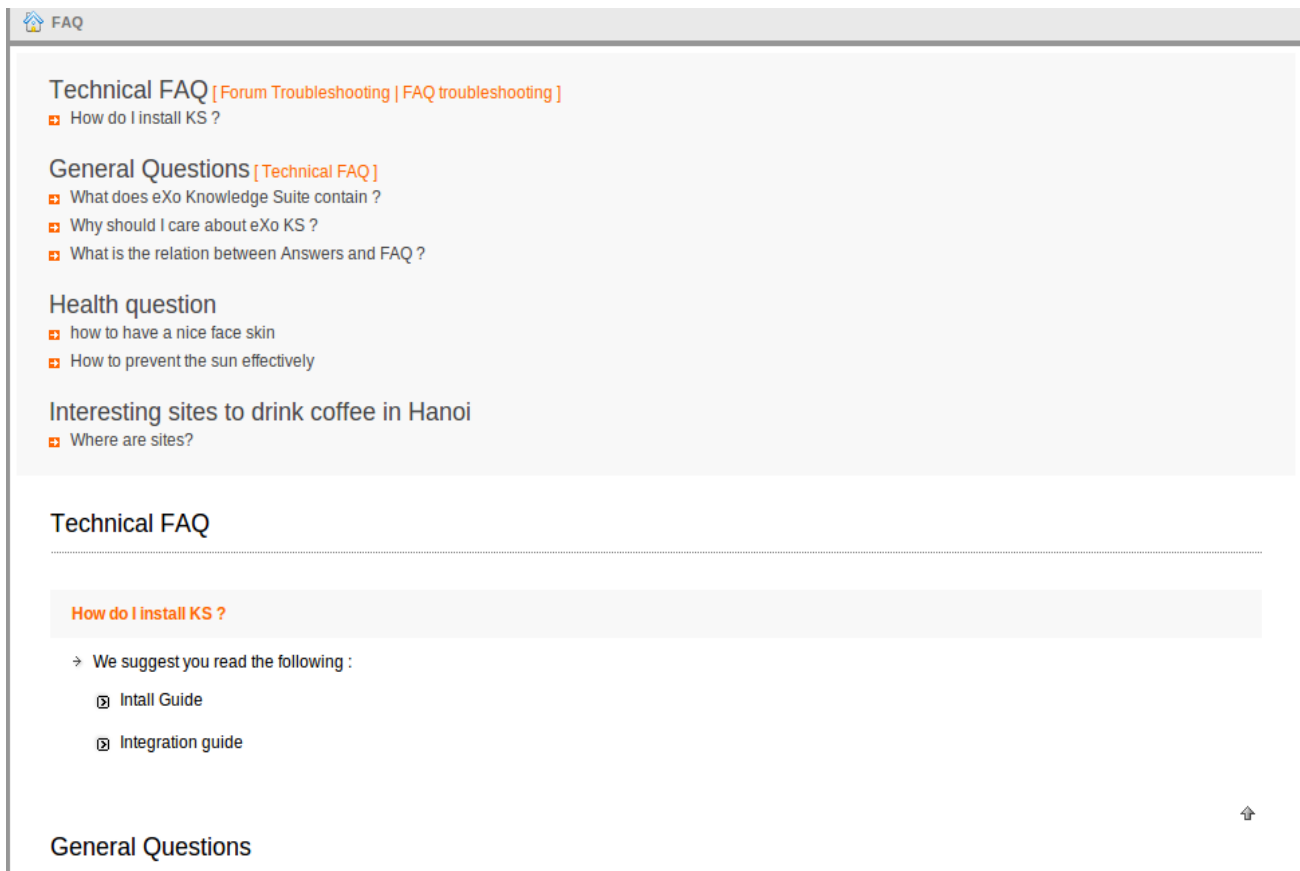 FAQ
Technical FAQ [ Forum Troubleshooting | FAQ troubleshooting ]
How do I install KS ?
General Questions [ Technical FAQ ]
What does eXo Knowledge Suite contain ?
Why should I care about eXo KS ?
What is the relation between Answers and FAQ ?
Health question
how to have a nice face skin
How to prevent the sun effectively
Interesting sites to drink coffee in Hanoi
Where are sites?
Technical FAQ
How do I install KS ?
We suggest you read the following :
Intall Guide
Integration guide
General Questions